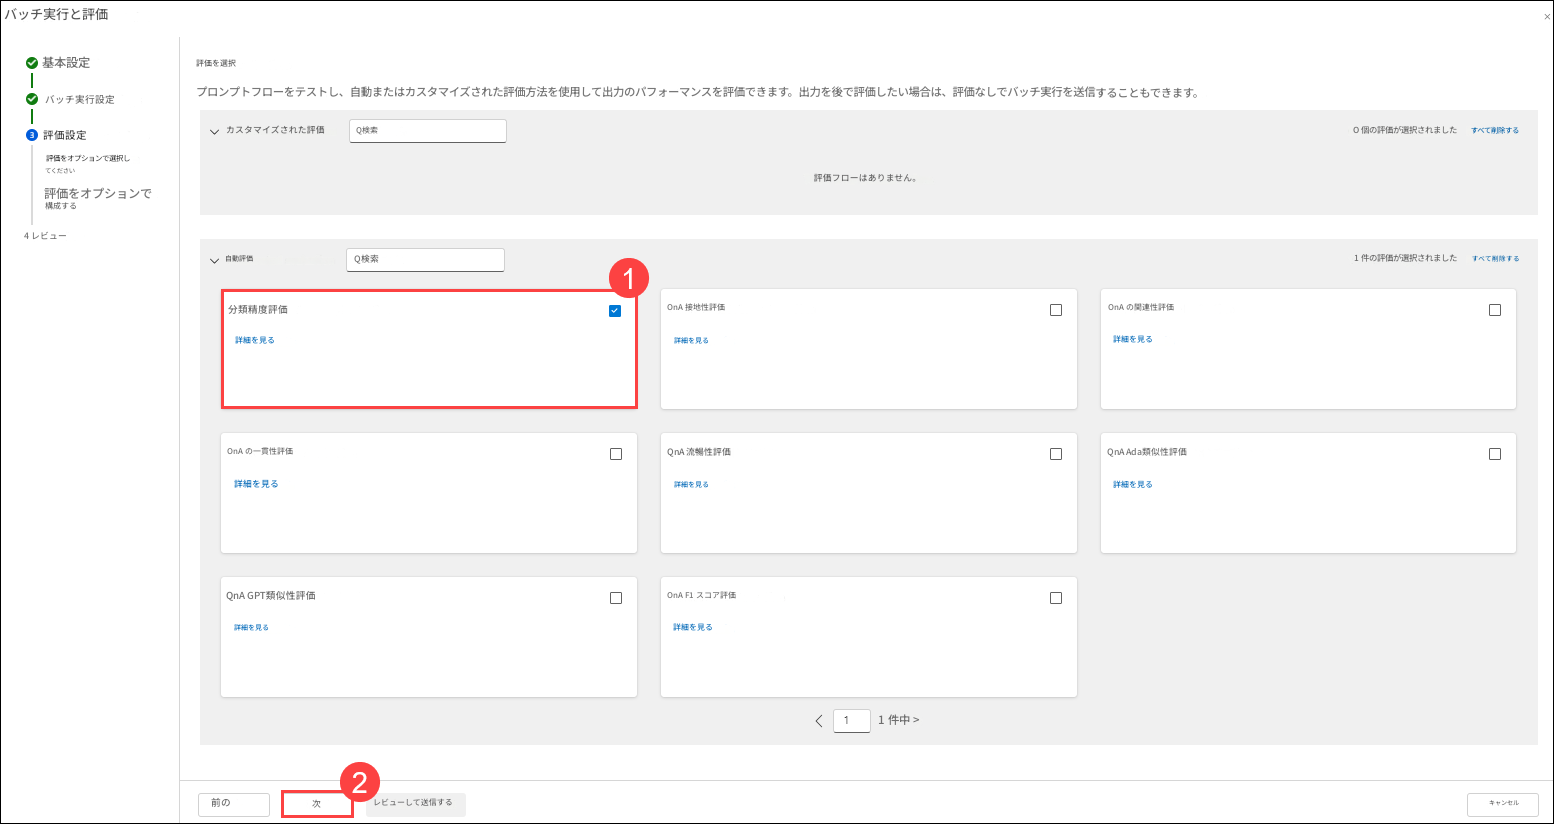 バッチ実行と評価
基本設定
バッチ実行設定
3 評価設定
評価をオプションで選択し
てください
評価をオプションで
構成する
4 レビュー
評価を選択
プロンプトフローをテストし、自動またはカスタマイズされた評価方法を使用して出力のパフォーマンスを評価できます。出力を後で評価したい場合は、評価なしでバッチ実行を送信することもできます。
カスタマイズされた評価 Q検索 0 個の評価が選択されました すべて削除する
評価フローはありません。
自動評価 Q検索 1 件の評価が選択されました すべて削除する
1
分類精度評価
詳細を見る
OnA 接地性評価
詳細を見る
OnA の関連性評価
詳細を見る
OnA の一貫性評価
詳細を見る
QnA 流暢性評価
詳細を見る
QnA Ada類似性評価
詳細を見る
QnA GPT類似性評価
詳細を見る
OnA F1 スコア評価
詳細を見る
1 1 件中 >
2
前の 次 レビューして送信する キャンセル